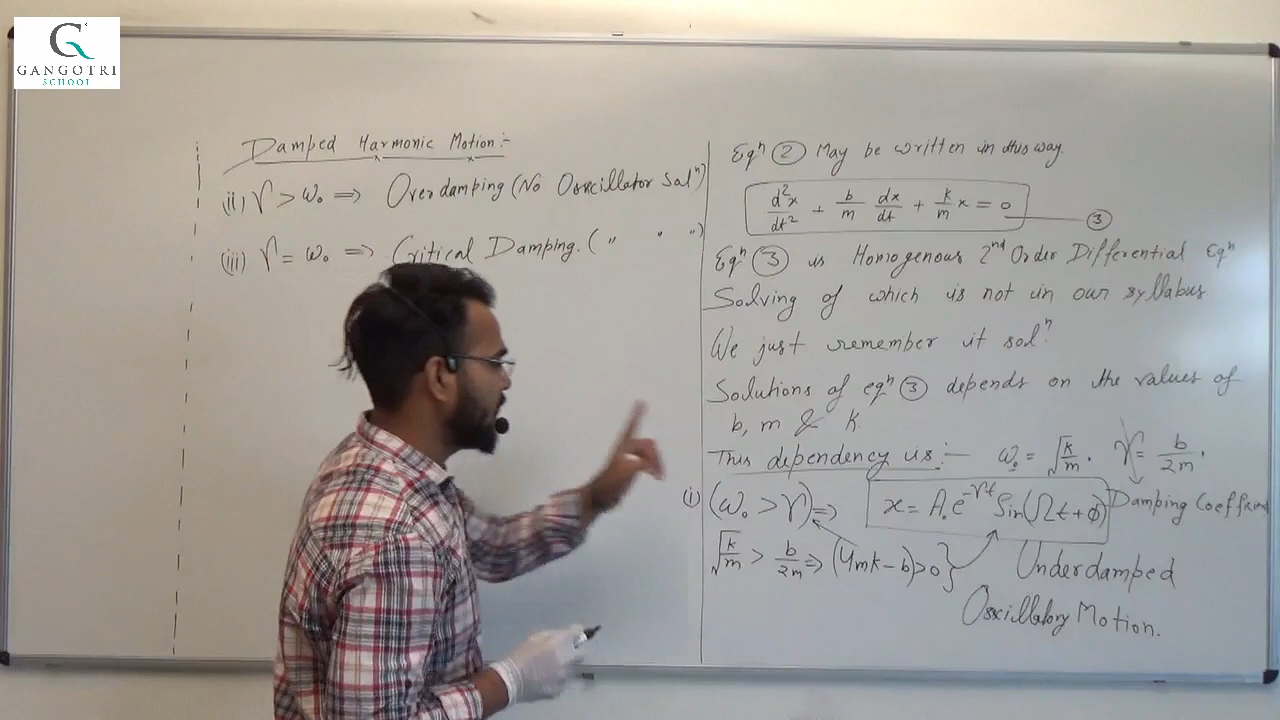 GANGOTRI
SCHOOL
Damped Harmonic Motion:-
(ii) γ > ω₀ ⇒ Overdamping (No Osscillator Solⁿ)
(iii) γ = ω₀ ⇒ Critical Damping. ( " " ")
Eqⁿ ② May be written in this way.
d²x/dt² + b/m dx/dt + k/m x = 0 — ③
Eqⁿ ③ is Homogenous 2nd Order Differential Eqⁿ
Solving of which is not in our syllabus
We just remember it solⁿ.
Solutions of eqⁿ ③ depends on the values of
b, m & k
This dependency is:- ω₀ = √(k/m) . γ = b/2m .
(i) (ω₀ > γ) ⇒ x = A₀e^(-γt) Sin(Ωt + φ) Damping Coefficient
√(k/m) > b/2m ⇒ (4mk - b) > 0} Underdamped
Osscillatory Motion.